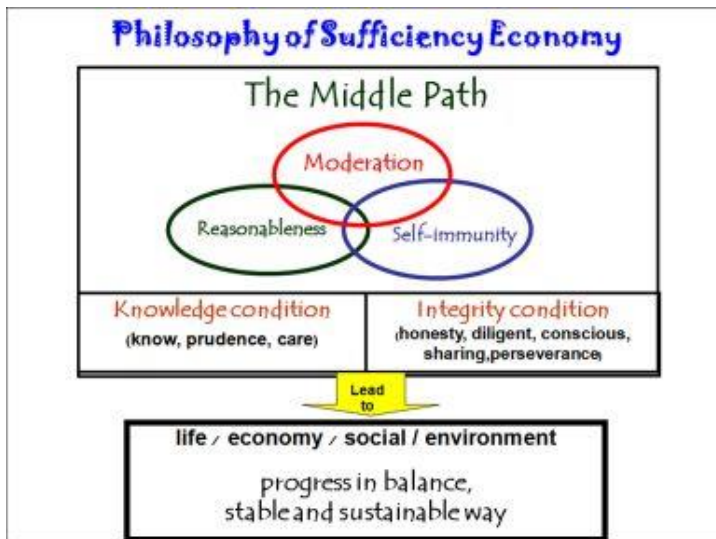 Philosophy of Sufficiency Economy
The Middle Path
Moderation
Reasonableness
Self-immunity
Knowledge condition
(know, prudence, care)
Integrity condition
(honesty, diligent, conscious,
sharing,perseverance)
Lead
to
life / economy / social / environment
progress in balance,
stable and sustainable way